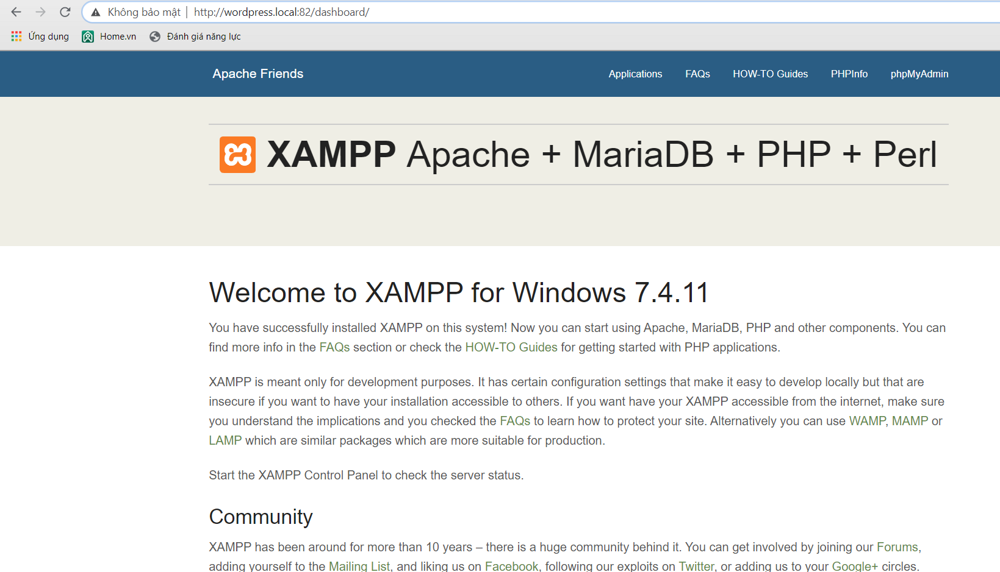 Không bảo mật | http://wordpress.local:82/dashboard/
Ứng dụng Home.vn Đánh giá năng lực
Apache Friends Applications FAQs HOW-TO Guides PHPInfo phpMyAdmin
XAMPP Apache + MariaDB + PHP + Perl
Welcome to XAMPP for Windows 7.4.11
You have successfully installed XAMPP on this system! Now you can start using Apache, MariaDB, PHP and other components. You can
find more info in the FAQs section or check the HOW-TO Guides for getting started with PHP applications.
XAMPP is meant only for development purposes. It has certain configuration settings that make it easy to develop locally but that are
insecure if you want to have your installation accessible to others. If you want have your XAMPP accessible from the internet, make sure
you understand the implications and you checked the FAQs to learn how to protect your site. Alternatively you can use WAMP, MAMP or
LAMP which are similar packages which are more suitable for production.
Start the XAMPP Control Panel to check the server status.
Community
XAMPP has been around for more than 10 years – there is a huge community behind it. You can get involved by joining our Forums,
adding yourself to the Mailing List, and liking us on Facebook, following our exploits on Twitter, or adding us to your Google+ circles.